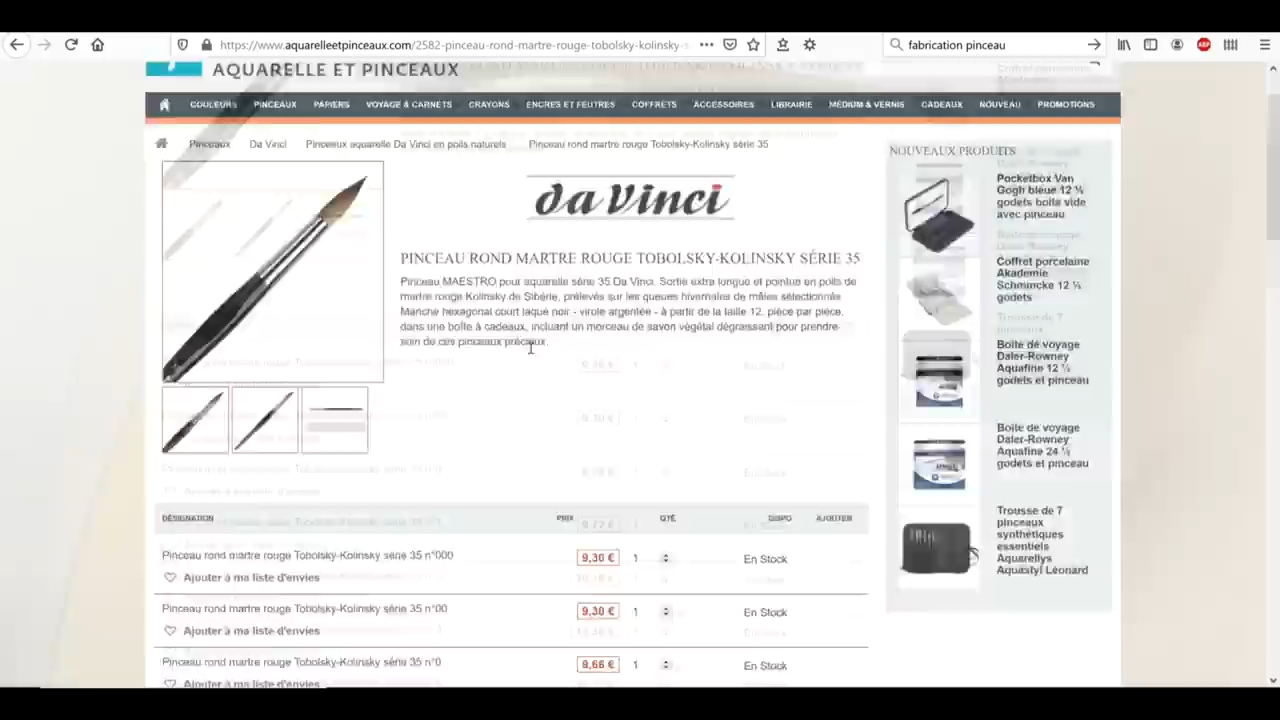 https://www.aquarelleetpinceaux.com/2582-pinceau-rond-martre-rouge-tobolsky-kolinsky-s
fabrication pinceau
ABP
AQUARELLE ET PINCEAUX
COULEURS PINCEAUX PAPIERS VOYAGE & CARNETS CRAYONS ENCRES ET FEUTRES COFFRETS ACCESSOIRES LIBRAIRIE MÉDIUM & VERNIS CADEAUX NOUVEAU PROMOTIONS
Pinceaux Da Vinci Pinceaux aquarelle Da Vinci en poils naturels Pinceau rond martre rouge Tobolsky-Kolinsky série 35
da Vinci
PINCEAU ROND MARTRE ROUGE TOBOLSKY-KOLINSKY SÉRIE 35
Pinceau MAESTRO pour aquarelle série 35 Da Vinci. Sortie extra longue et pointue en poils de
martre rouge Kolinsky de Sibérie, prélevés sur les queues hivernales de mâles sélectionnés
Manche hexagonal court laqué noir - virole argentée - à partir de la taille 12, pièce par pièce,
dans une boîte à cadeaux, incluant un morceau de savon végétal dégraissant pour prendre
soin de ces pinceaux précieux.
DÉSIGNATION PRIX QTÉ DISPO AJOUTER
Pinceau rond martre rouge Tobolsky-Kolinsky série 35 n°000 9,30 € 1 En Stock
Ajouter à ma liste d'envies
Pinceau rond martre rouge Tobolsky-Kolinsky série 35 n°00 9,30 € 1 En Stock
Ajouter à ma liste d'envies
Pinceau rond martre rouge Tobolsky-Kolinsky série 35 n°0 9,66 € 1 En Stock
Ajouter à ma liste d'envies
NOUVEAUX PRODUITS
Pocketbox Van
Gogh bleue 12 ½
godets boite vide
avec pinceau
Coffret porcelaine
Akademie
Schmincke 12 ½
godets
Boite de voyage
Daler-Rowney
Aquafine 12 ½
godets et pinceau
Boite de voyage
Daler-Rowney
Aquafine 24 ½
godets et pinceau
Trousse de 7
pinceaux
synthétiques
essentiels
Aquarellys
Aquastyl Léonard